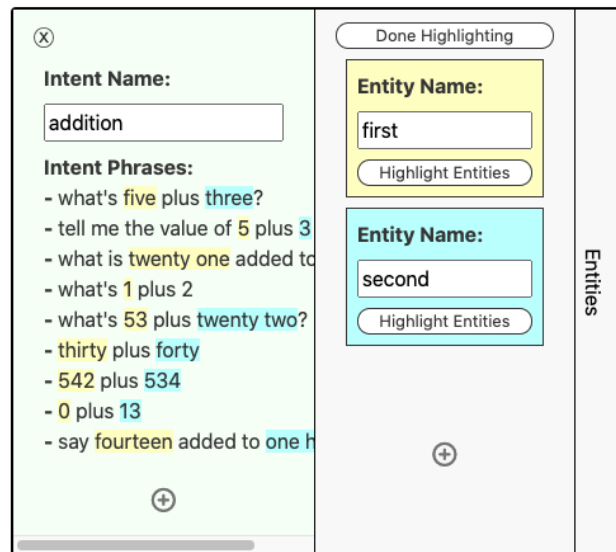 X
Intent Name:
addition
Intent Phrases:
- what's five plus three?
- tell me the value of 5 plus 3
- what is twenty one added to
- what's 1 plus 2
- what's 53 plus twenty two?
- thirty plus forty
- 542 plus 534
- 0 plus 13
- say fourteen added to one h
Done Highlighting
Entity Name:
first
Highlight Entities
Entity Name:
second
Highlight Entities
Entities